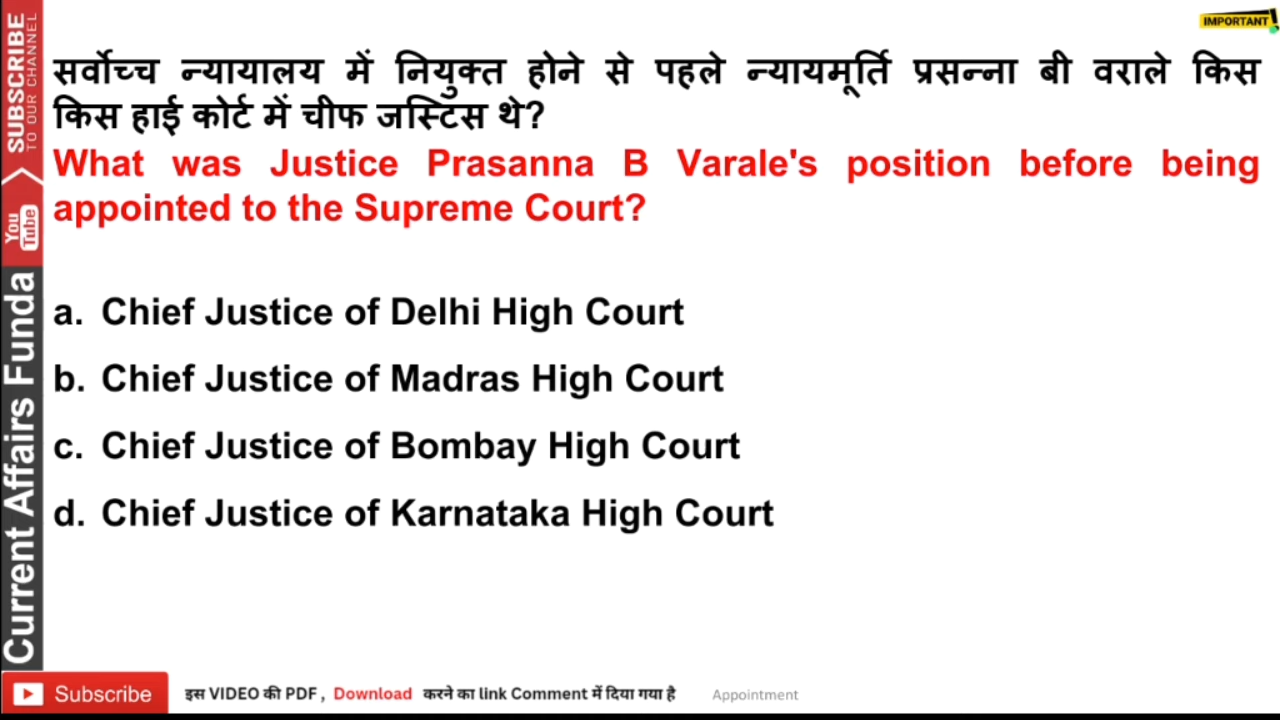 IMPORTANT!
सर्वोच्च न्यायालय में नियुक्त होने से पहले न्यायमूर्ति प्रसन्ना बी वराले किस
किस हाई कोर्ट में चीफ जस्टिस थे?
What was Justice Prasanna B Varale's position before being
appointed to the Supreme Court?
a. Chief Justice of Delhi High Court
b. Chief Justice of Madras High Court
c. Chief Justice of Bombay High Court
d. Chief Justice of Karnataka High Court
SUBSCRIBE
TO OUR CHANNEL
You
Tube
Current Affairs Funda
Subscribe इस VIDEO की PDF , Download करने का link Comment में दिया गया है Appointment